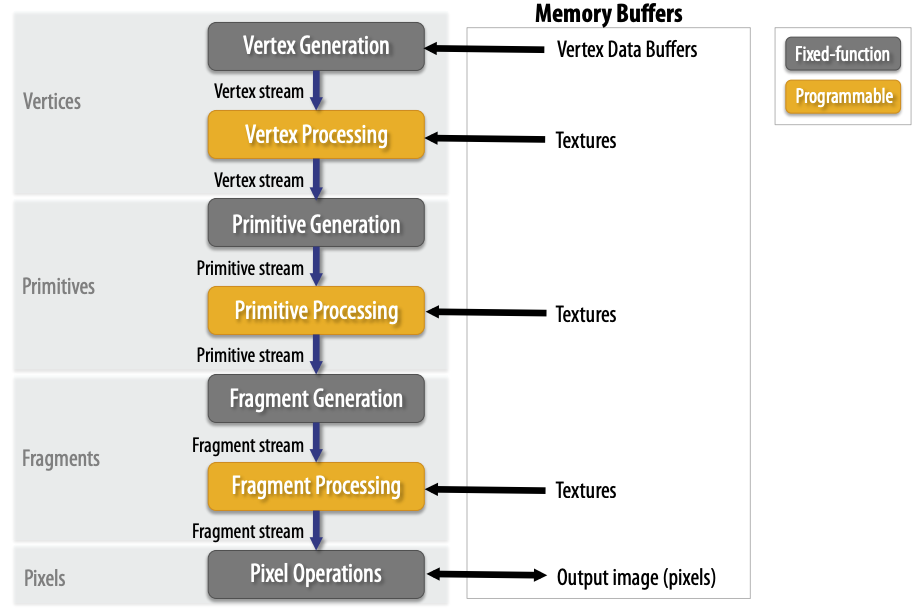 Memory Buffers
Vertex Generation
Vertex Data Buffers
Fixed-function
Vertices
Vertex stream
Programmable
Vertex Processing
Textures
Vertex stream
Primitive Generation
Primitives
Primitive stream
Primitive Processing
Textures
Primitive stream
Fragment Generation
Fragments
Fragment stream
Fragment Processing
Textures
Fragment stream
Pixels
Pixel Operations
Output image (pixels)